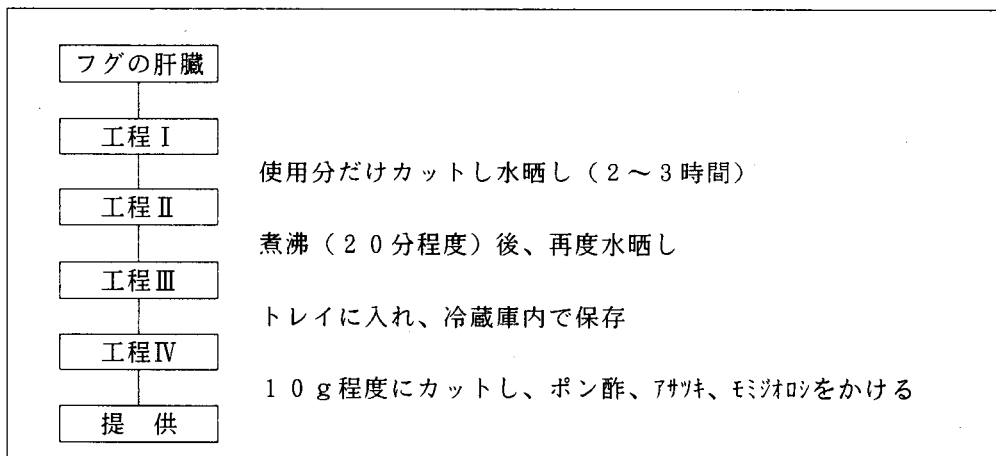 フグの肝臓
工程Ⅰ
使用分だけカットし水晒し（２～３時間）
工程Ⅱ
煮沸（２０分程度）後、再度水晒し
工程Ⅲ
トレイに入れ、冷蔵庫内で保存
工程Ⅳ
１０ｇ程度にカットし、ポン酢、ｱｻﾂｷ、ﾓﾐｼﾞｵﾛｼをかける
提　供